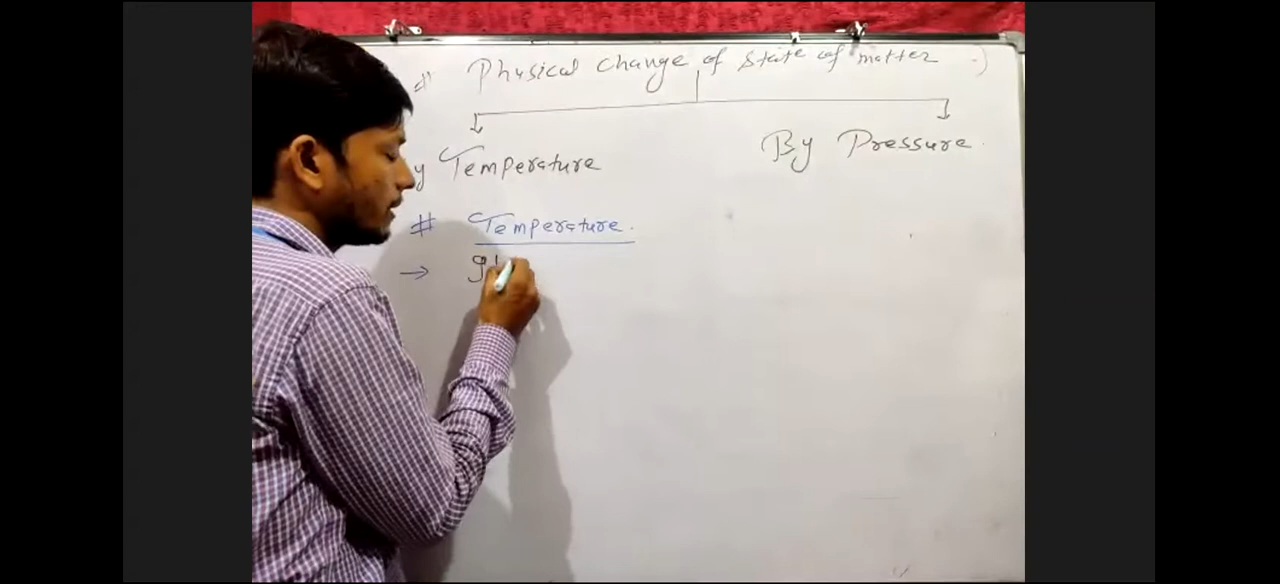 # Physical change of state of matter :)
y Temperature By Pressure.
# Temperature.
→